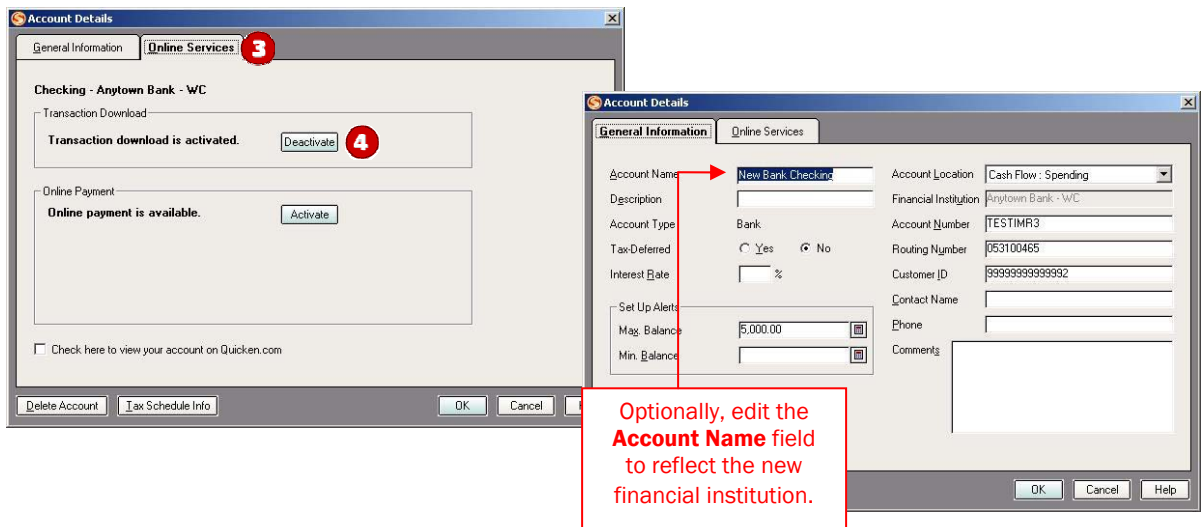 Account Details
General Information
Online Services
3
Checking - Anytown Bank - WC
Transaction Download
Transaction download is activated.
Deactivate
4
Online Payment
Online payment is available.
Activate
Check here to view your account on Quicken.com
Delete Account
Tax Schedule Info
OK
Cancel
Account Details
General Information
Online Services
Account Name
New Bank Checking
Description
Account Type
Bank
Tax-Deferred
Yes
No
Interest Rate
%
Set Up Alerts
Max. Balance
5,000.00
Min. Balance
Account Location
Cash Flow : Spending
Financial Institution
Anytown Bank - WC
Account Number
TESTIMR3
Routing Number
053100465
Customer ID
99999999999992
Contact Name
Phone
Comments
Optionally, edit the
Account Name field
to reflect the new
financial institution.
OK
Cancel
Help